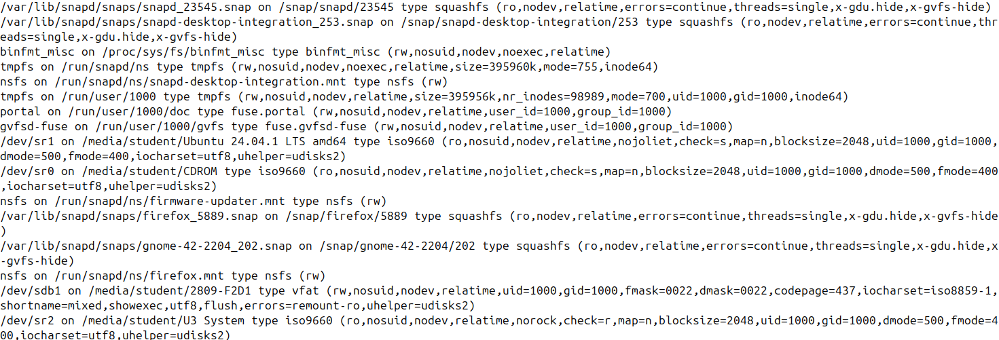 /var/lib/snapd/snaps/snapd_23545.snap on /snap/snapd/23545 type squashfs (ro,nodev,relatime,errors=continue,threads=single,x-gdu.hide,x-gvfs-hide)
/var/lib/snapd/snaps/snapd-desktop-integration_253.snap on /snap/snapd-desktop-integration/253 type squashfs (ro,nodev,relatime,errors=continue,thr
eads=single,x-gdu.hide,x-gvfs-hide)
binfmt_misc on /proc/sys/fs/binfmt_misc type binfmt_misc (rw,nosuid,nodev,noexec,relatime)
tmpfs on /run/snapd/ns type tmpfs (rw,nosuid,nodev,noexec,relatime,size=395960k,mode=755,inode64)
nsfs on /run/snapd/ns/snapd-desktop-integration.mnt type nsfs (rw)
tmpfs on /run/user/1000 type tmpfs (rw,nosuid,nodev,relatime,size=395956k,nr_inodes=98989,mode=700,uid=1000,gid=1000,inode64)
portal on /run/user/1000/doc type fuse.portal (rw,nosuid,nodev,relatime,user_id=1000,group_id=1000)
gvfsd-fuse on /run/user/1000/gvfs type fuse.gvfsd-fuse (rw,nosuid,nodev,relatime,user_id=1000,group_id=1000)
/dev/sr1 on /media/student/Ubuntu 24.04.1 LTS amd64 type iso9660 (ro,nosuid,nodev,relatime,nojoliet,check=s,map=n,blocksize=2048,uid=1000,gid=1000,
dmode=500,fmode=400,iocharset=utf8,uhelper=udisks2)
/dev/sr0 on /media/student/CDROM type iso9660 (ro,nosuid,nodev,relatime,nojoliet,check=s,map=n,blocksize=2048,uid=1000,gid=1000,dmode=500,fmode=400
,iocharset=utf8,uhelper=udisks2)
nsfs on /run/snapd/ns/firmware-updater.mnt type nsfs (rw)
/var/lib/snapd/snaps/firefox_5889.snap on /snap/firefox/5889 type squashfs (ro,nodev,relatime,errors=continue,threads=single,x-gdu.hide,x-gvfs-hide
)
/var/lib/snapd/snaps/gnome-42-2204_202.snap on /snap/gnome-42-2204/202 type squashfs (ro,nodev,relatime,errors=continue,threads=single,x-gdu.hide,x
-gvfs-hide)
nsfs on /run/snapd/ns/firefox.mnt type nsfs (rw)
/dev/sdb1 on /media/student/2809-F2D1 type vfat (rw,nosuid,nodev,relatime,uid=1000,gid=1000,fmask=0022,dmask=0022,codepage=437,iocharset=iso8859-1,
shortname=mixed,showexec,utf8,flush,errors=remount-ro,uhelper=udisks2)
/dev/sr2 on /media/student/U3 System type iso9660 (ro,nosuid,nodev,relatime,norock,check=r,map=n,blocksize=2048,uid=1000,gid=1000,dmode=500,fmode=4
00,iocharset=utf8,uhelper=udisks2)